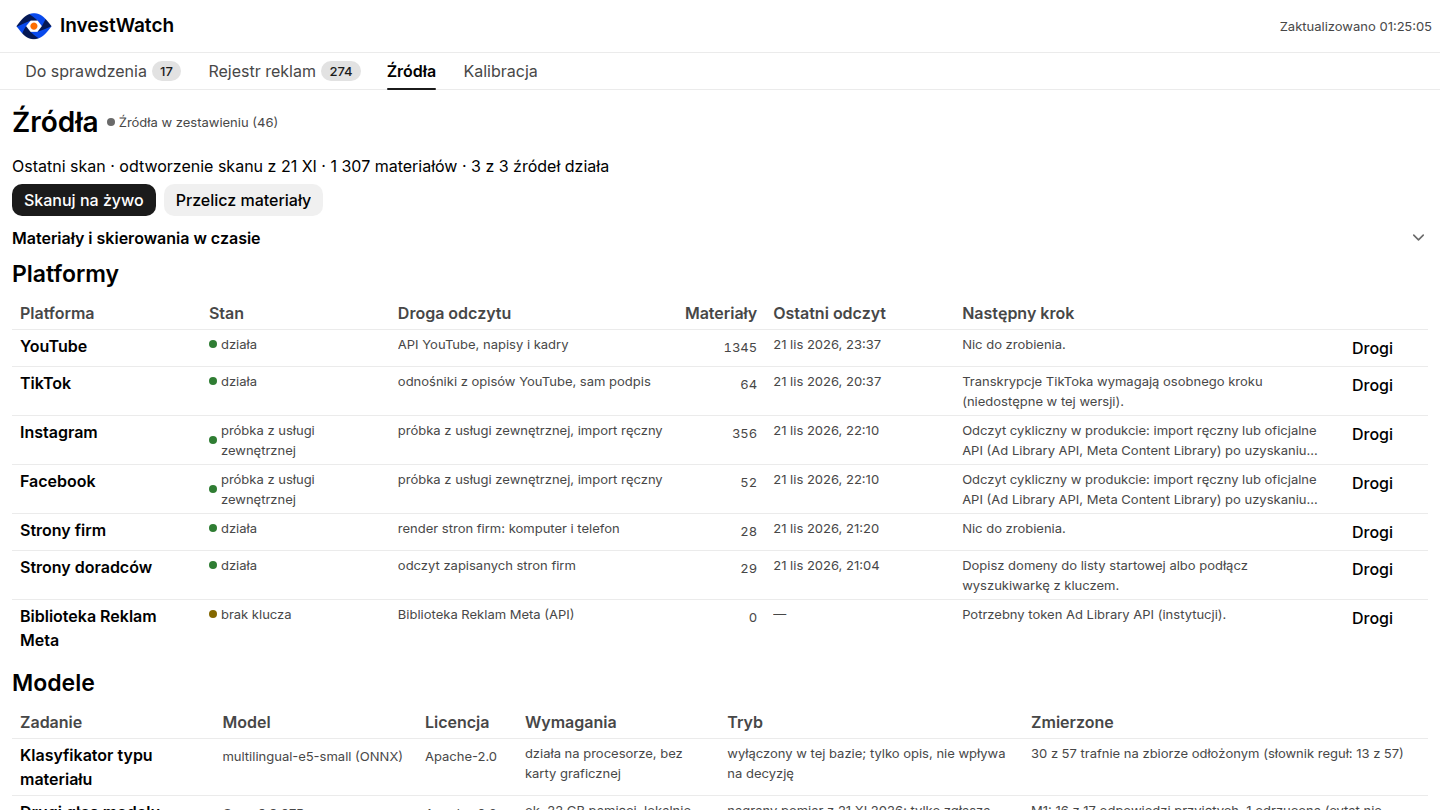 InvestWatch
Zaktualizowano 01:25:05
Do sprawdzenia 17 Rejestr reklam 274 Źródła Kalibracja
Źródła Źródła w zestawieniu (46)
Ostatni skan · odtworzenie skanu z 21 XI · 1 307 materiałów · 3 z 3 źródeł działa
Skanuj na żywo Przelicz materiały
Materiały i skierowania w czasie
Platformy
Platforma Stan Droga odczytu Materiały Ostatni odczyt Następny krok
YouTube działa API YouTube, napisy i kadry 1345 21 lis 2026, 23:37 Nic do zrobienia. Drogi
TikTok działa odnośniki z opisów YouTube, sam podpis 64 21 lis 2026, 20:37 Transkrypcje TikToka wymagają osobnego kroku
(niedostępne w tej wersji). Drogi
Instagram próbka z usługi
zewnętrznej próbka z usługi zewnętrznej, import ręczny 356 21 lis 2026, 22:10 Odczyt cykliczny w produkcie: import ręczny lub oficjalne
API (Ad Library API, Meta Content Library) po uzyskaniu... Drogi
Facebook próbka z usługi
zewnętrznej próbka z usługi zewnętrznej, import ręczny 52 21 lis 2026, 22:10 Odczyt cykliczny w produkcie: import ręczny lub oficjalne
API (Ad Library API, Meta Content Library) po uzyskaniu... Drogi
Strony firm działa render stron firm: komputer i telefon 28 21 lis 2026, 21:20 Nic do zrobienia. Drogi
Strony doradców działa odczyt zapisanych stron firm 29 21 lis 2026, 21:04 Dopisz domeny do listy startowej albo podłącz
wyszukiwarkę z kluczem. Drogi
Biblioteka Reklam
Meta brak klucza Biblioteka Reklam Meta (API) 0 — Potrzebny token Ad Library API (instytucji). Drogi
Modele
Zadanie Model Licencja Wymagania Tryb Zmierzone
Klasyfikator typu
materiału multilingual-e5-small (ONNX) Apache-2.0 działa na procesorze, bez
karty graficznej wyłączony w tej bazie; tylko opis, nie wpływa
na decyzję 30 z 57 trafnie na zbiorze odłożonym (słownik reguł: 13 z 57)